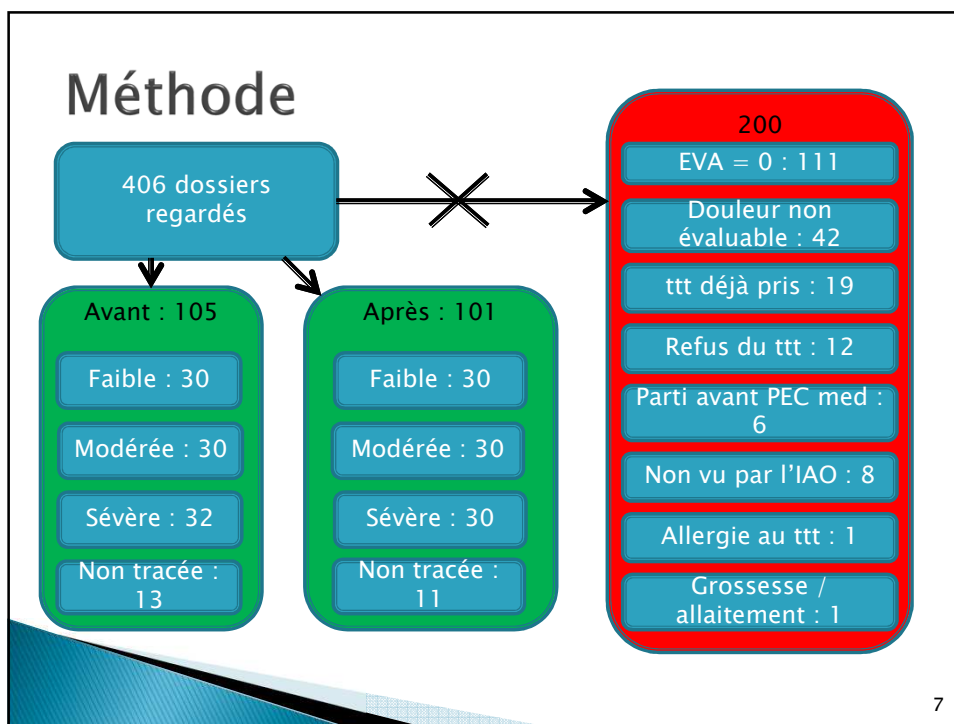 Méthode
406 dossiers
regardés
Avant : 105
Faible : 30
Modérée : 30
Sévère : 32
Non tracée :
13
Après : 101
Faible : 30
Modérée : 30
Sévère : 30
Non tracée :
11
200
EVA = 0 : 111
Douleur non
évaluable : 42
ttt déjà pris : 19
Refus du ttt : 12
Parti avant PEC med :
6
Non vu par l'IAO : 8
Allergie au ttt : 1
Grossesse /
allaitement : 1
7